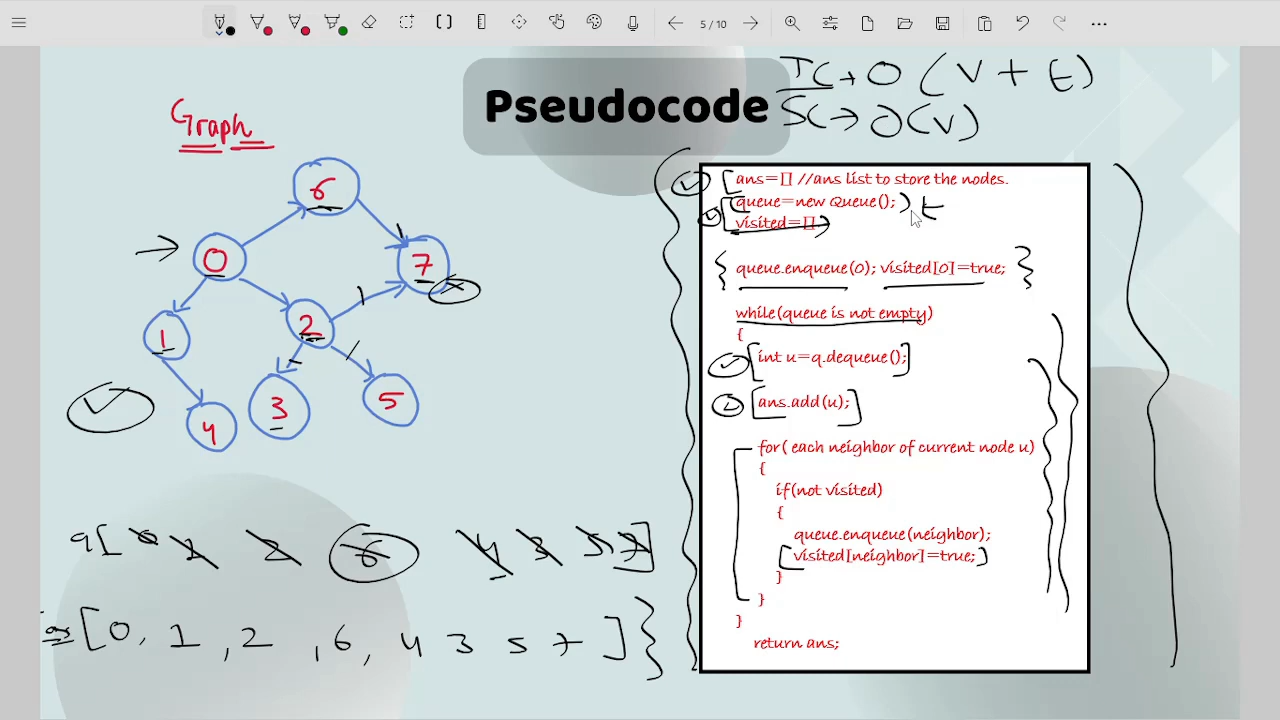 5 / 10
Pseudocode
TC → O (V + E)
SC → O(V)
Graph
6
0
7
1
2
3
5
4
ans=[] //ans list to store the nodes.
queue=new Queue();
visited=[]
queue.enqueue(0); visited[0]=true;
while(queue is not empty)
{
int u=q.dequeue();
ans.add(u);
for( each neighbor of current node u)
{
if(not visited)
{
queue.enqueue(neighbor);
visited[neighbor]=true;
}
}
}
return ans;
q[ 0 1 2 6 4 3 5 7 ]
[ 0, 1, 2, 6, 4 3 5 7 ] }